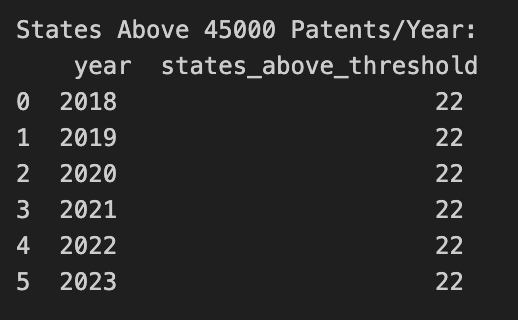 States Above 45000 Patents/Year:
year states_above_threshold
0 2018 22
1 2019 22
2 2020 22
3 2021 22
4 2022 22
5 2023 22